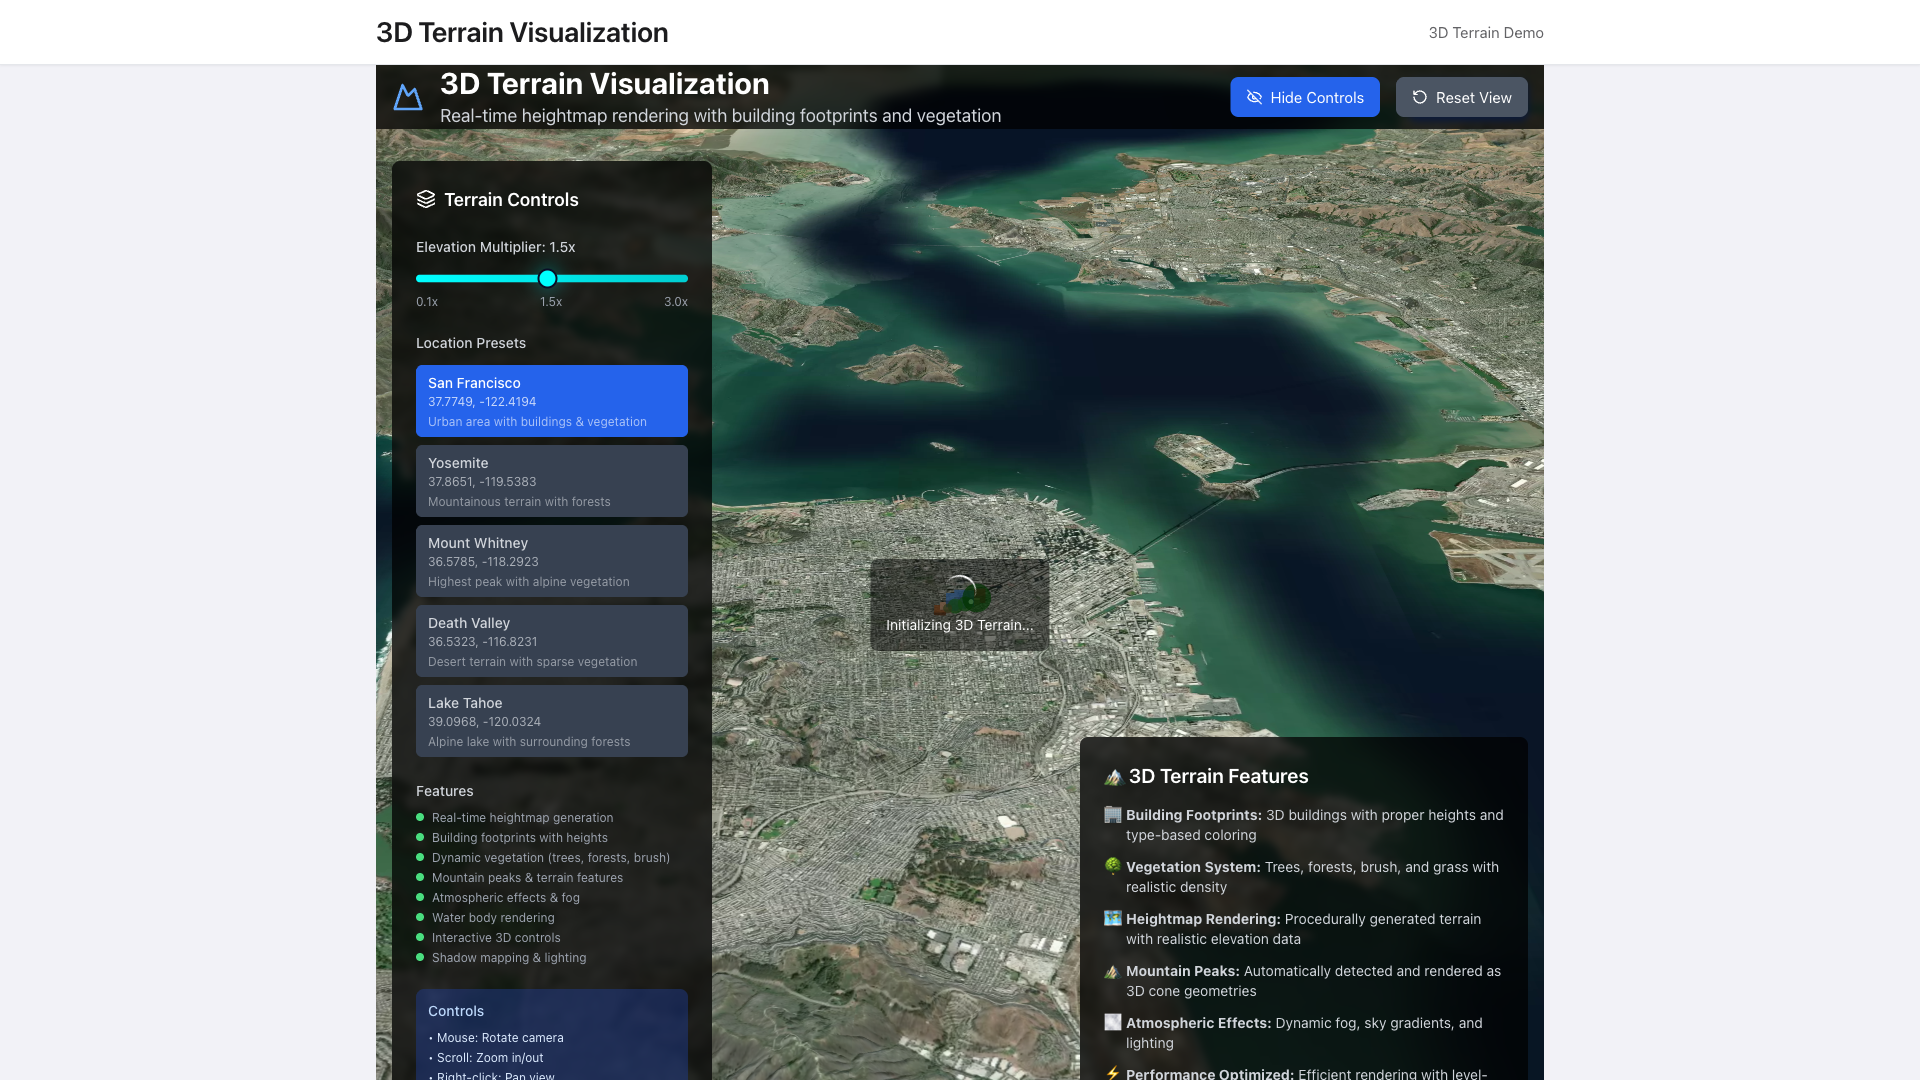 3D Terrain Visualization
3D Terrain Demo
3D Terrain Visualization
Real-time heightmap rendering with building footprints and vegetation
Hide Controls
Reset View
Terrain Controls
Elevation Multiplier: 1.5x
0.1x 1.5x 3.0x
Location Presets
San Francisco
37.7749, -122.4194
Urban area with buildings & vegetation
Yosemite
37.8651, -119.5383
Mountainous terrain with forests
Mount Whitney
36.5785, -118.2923
Highest peak with alpine vegetation
Death Valley
36.5323, -116.8231
Desert terrain with sparse vegetation
Lake Tahoe
39.0968, -120.0324
Alpine lake with surrounding forests
Features
Real-time heightmap generation
Building footprints with heights
Dynamic vegetation (trees, forests, brush)
Mountain peaks & terrain features
Atmospheric effects & fog
Water body rendering
Interactive 3D controls
Shadow mapping & lighting
Controls
• Mouse: Rotate camera
• Scroll: Zoom in/out
• Right-click: Pan view
Initializing 3D Terrain...
3D Terrain Features
Building Footprints: 3D buildings with proper heights and
type-based coloring
Vegetation System: Trees, forests, brush, and grass with
realistic density
Heightmap Rendering: Procedurally generated terrain
with realistic elevation data
Mountain Peaks: Automatically detected and rendered as
3D cone geometries
Atmospheric Effects: Dynamic fog, sky gradients, and
lighting
Performance Optimized: Efficient rendering with level-